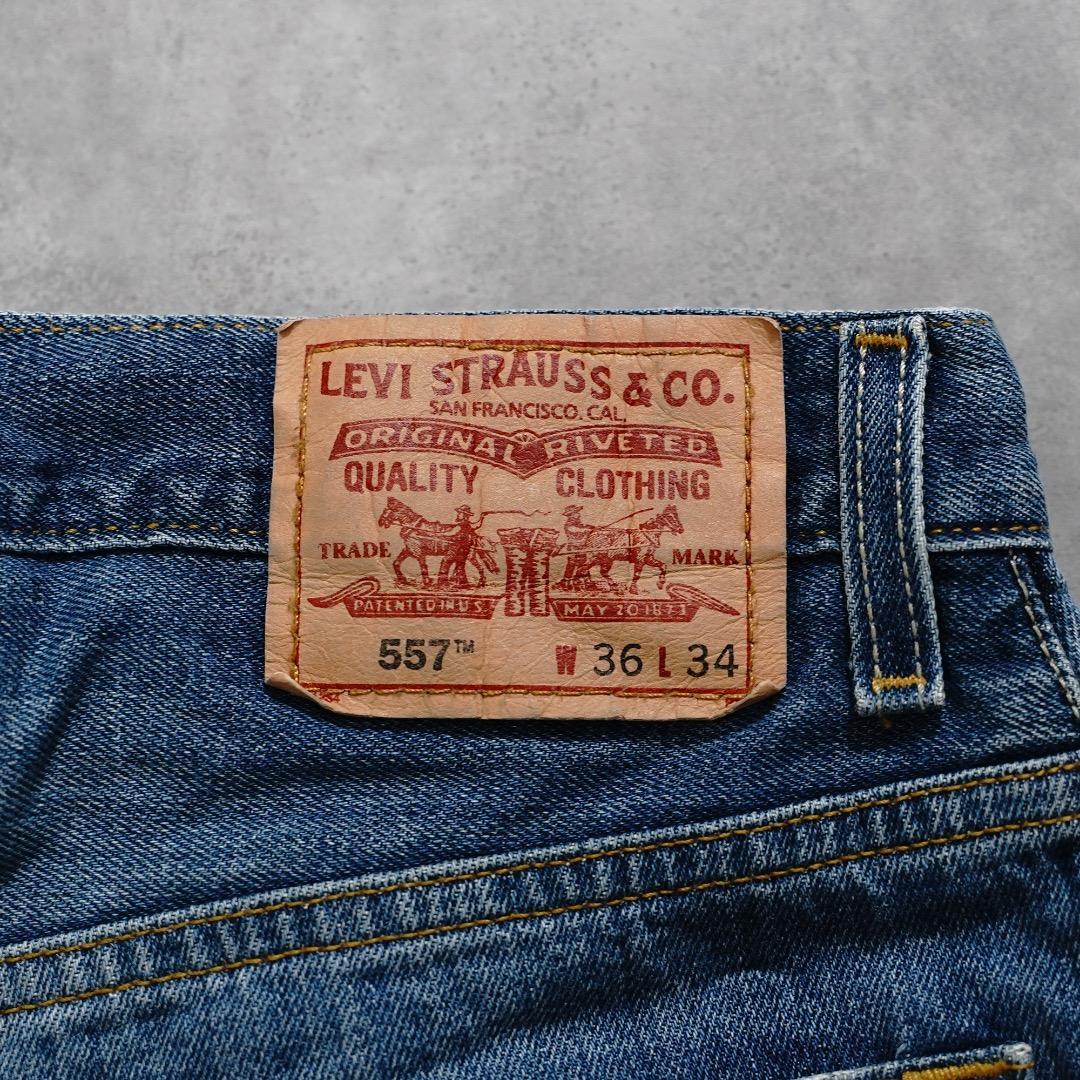 LEVI STRAUSS & CO.
SAN FRANCISCO, CAL,
ORIGINAL RIVETED
QUALITY CLOTHING
TRADE MARK
PATENTED IN U.S. MAY 20 1873
557™ W 36 L 34